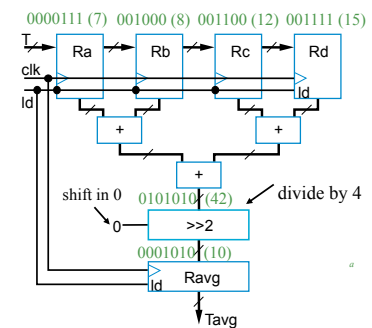 0000111 (7) 001000 (8) 001100 (12) 001111 (15)
T Ra Rb Rc Rd
clk
ld ld
+ +
+
shift in 0 0101010 (42) divide by 4
0 >>2
0001010 (10)
a
Ravg
ld
Tavg